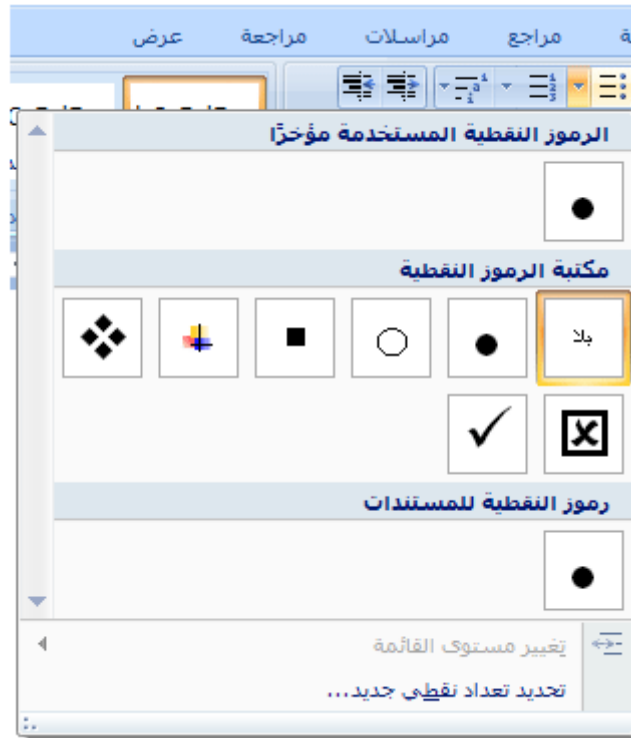 مراجع مراسلات مراجعة عرض
الرموز النقطية المستخدمة مؤخرًا
مكتبة الرموز النقطية
بلا
رموز النقطية للمستندات
تغيير مستوى القائمة
تحديد تعداد نقطي جديد...